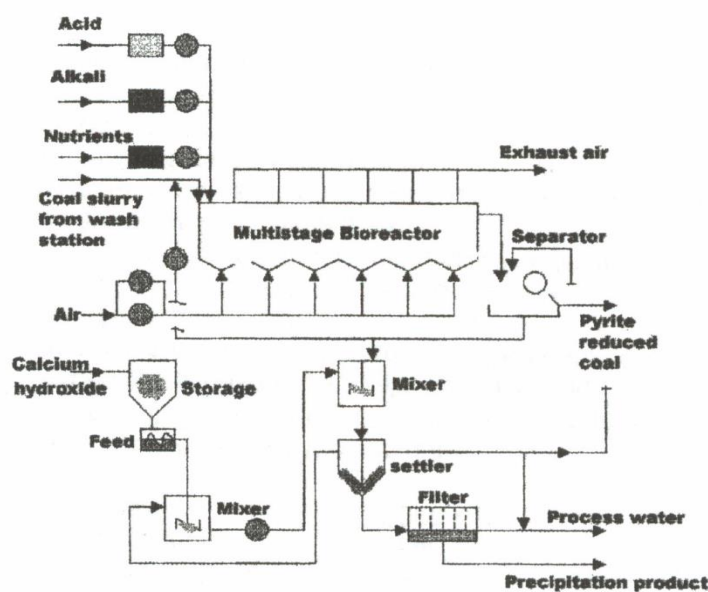 Acid
Alkali
Nutrients
Coal slurry
from wash
station
Exhaust air
Multistage Bioreactor
Separator
Air
Pyrite
reduced
coal
Calcium
hydroxide
Storage
Mixer
Feed
settler
Mixer
Filter
Process water
Precipitation product